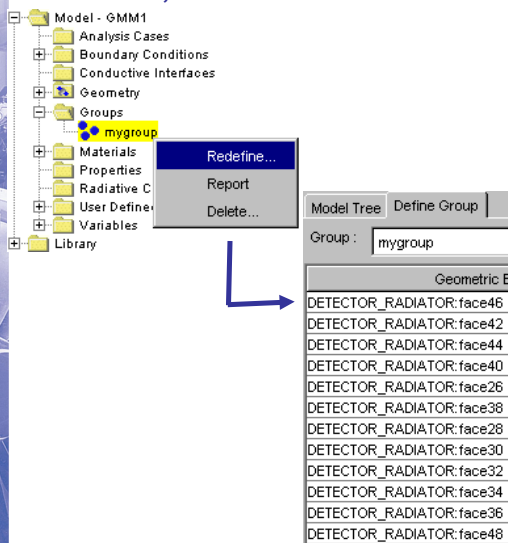 Model - GMM1
Analysis Cases
Boundary Conditions
Conductive Interfaces
Geometry
Groups
mygroup
Materials
Properties
Radiative C
User Define
Variables
Library
Redefine...
Report
Delete...
Model Tree Define Group
Group : mygroup
Geometric E
DETECTOR_RADIATOR:face46
DETECTOR_RADIATOR:face42
DETECTOR_RADIATOR:face44
DETECTOR_RADIATOR:face40
DETECTOR_RADIATOR:face26
DETECTOR_RADIATOR:face38
DETECTOR_RADIATOR:face28
DETECTOR_RADIATOR:face30
DETECTOR_RADIATOR:face32
DETECTOR_RADIATOR:face34
DETECTOR_RADIATOR:face36
DETECTOR_RADIATOR:face48